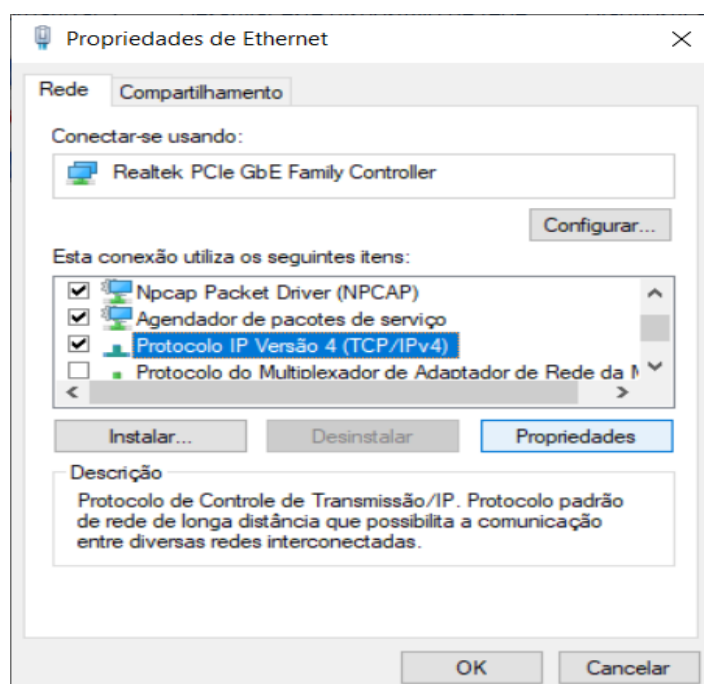 Propriedades de Ethernet
Rede
Compartilhamento
Conectar-se usando:
Realtek PCIe GbE Family Controller
Configurar...
Esta conexão utiliza os seguintes itens:
Npcap Packet Driver (NPCAP)
Agendador de pacotes de serviço
Protocolo IP Versão 4 (TCP/IPv4)
Protocolo do Multiplexador de Adaptador de Rede da
Instalar...
Desinstalar
Propriedades
Descrição
Protocolo de Controle de Transmissão/IP. Protocolo padrão
de rede de longa distância que possibilita a comunicação
entre diversas redes interconectadas.
OK
Cancelar